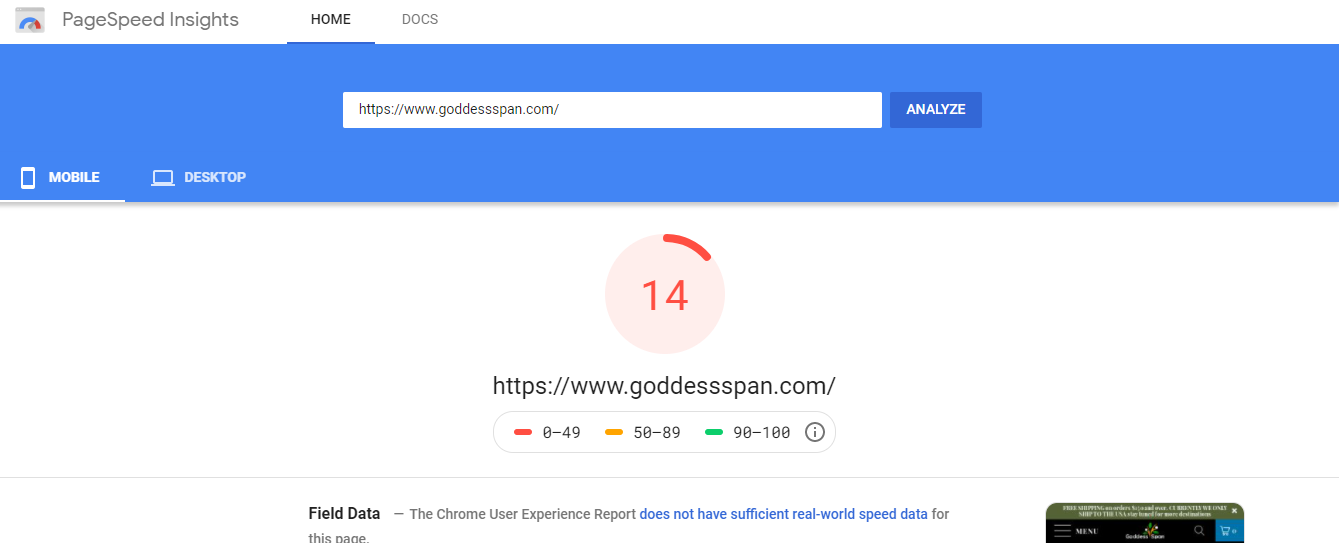 PageSpeed Insights
HOME
DOCS
https://www.goddessspan.com/
ANALYZE
MOBILE
DESKTOP
14
https://www.goddessspan.com/
0–49
50–89
90–100
Field Data — The Chrome User Experience Report does not have sufficient real-world speed data for
this page.
FREE SHIPPING on orders $150 and over. CURRENTLY WE ONLY
SHIP TO THE USA stay tuned for more destinations
MENU
Goddess Span
0